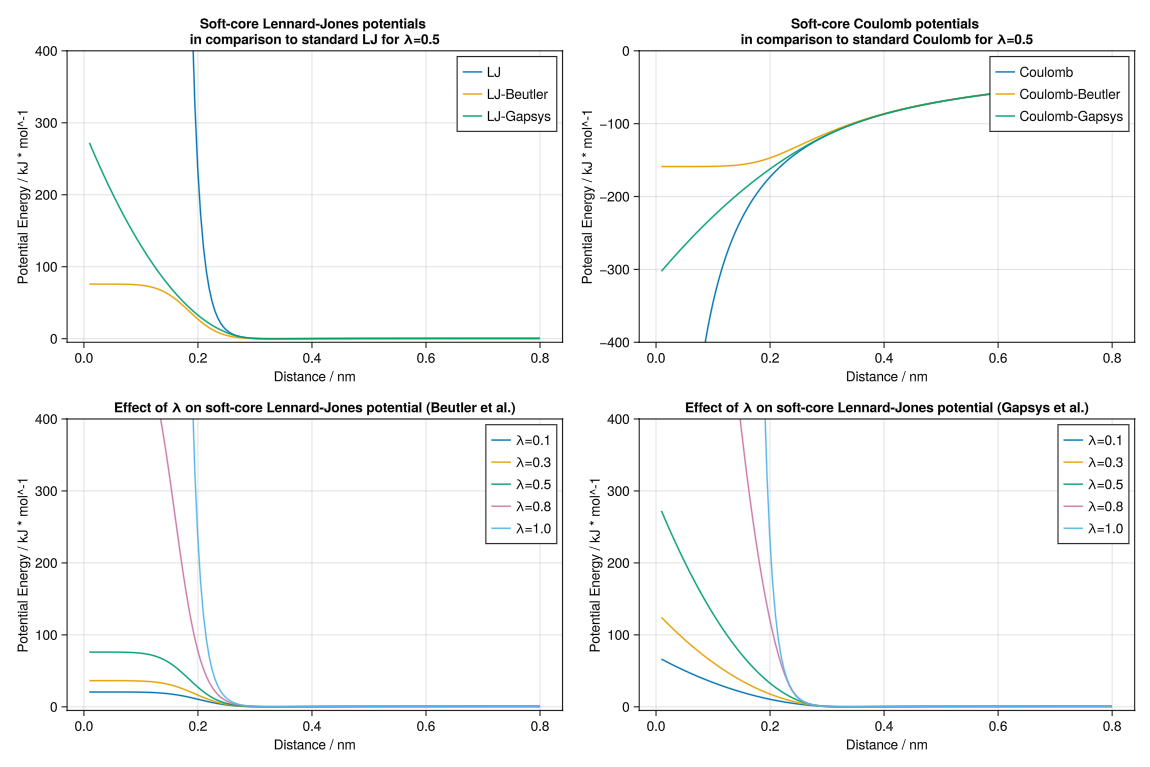 Soft-core Lennard-Jones potentials
in comparison to standard LJ for λ=0.5
Potential Energy / kJ * mol^-1
400
300
200
100
0
0.0 0.2 0.4 0.6 0.8
Distance / nm
LJ
LJ-Beutler
LJ-Gapsys
Soft-core Coulomb potentials
in comparison to standard Coulomb for λ=0.5
Potential Energy / kJ * mol^-1
0
−100
−200
−300
−400
0.0 0.2 0.4 0.6 0.8
Distance / nm
Coulomb
Coulomb-Beutler
Coulomb-Gapsys
Effect of λ on soft-core Lennard-Jones potential (Beutler et al.)
Potential Energy / kJ * mol^-1
400
300
200
100
0
0.0 0.2 0.4 0.6 0.8
Distance / nm
λ=0.1
λ=0.3
λ=0.5
λ=0.8
λ=1.0
Effect of λ on soft-core Lennard-Jones potential (Gapsys et al.)
Potential Energy / kJ * mol^-1
400
300
200
100
0
0.0 0.2 0.4 0.6 0.8
Distance / nm
λ=0.1
λ=0.3
λ=0.5
λ=0.8
λ=1.0